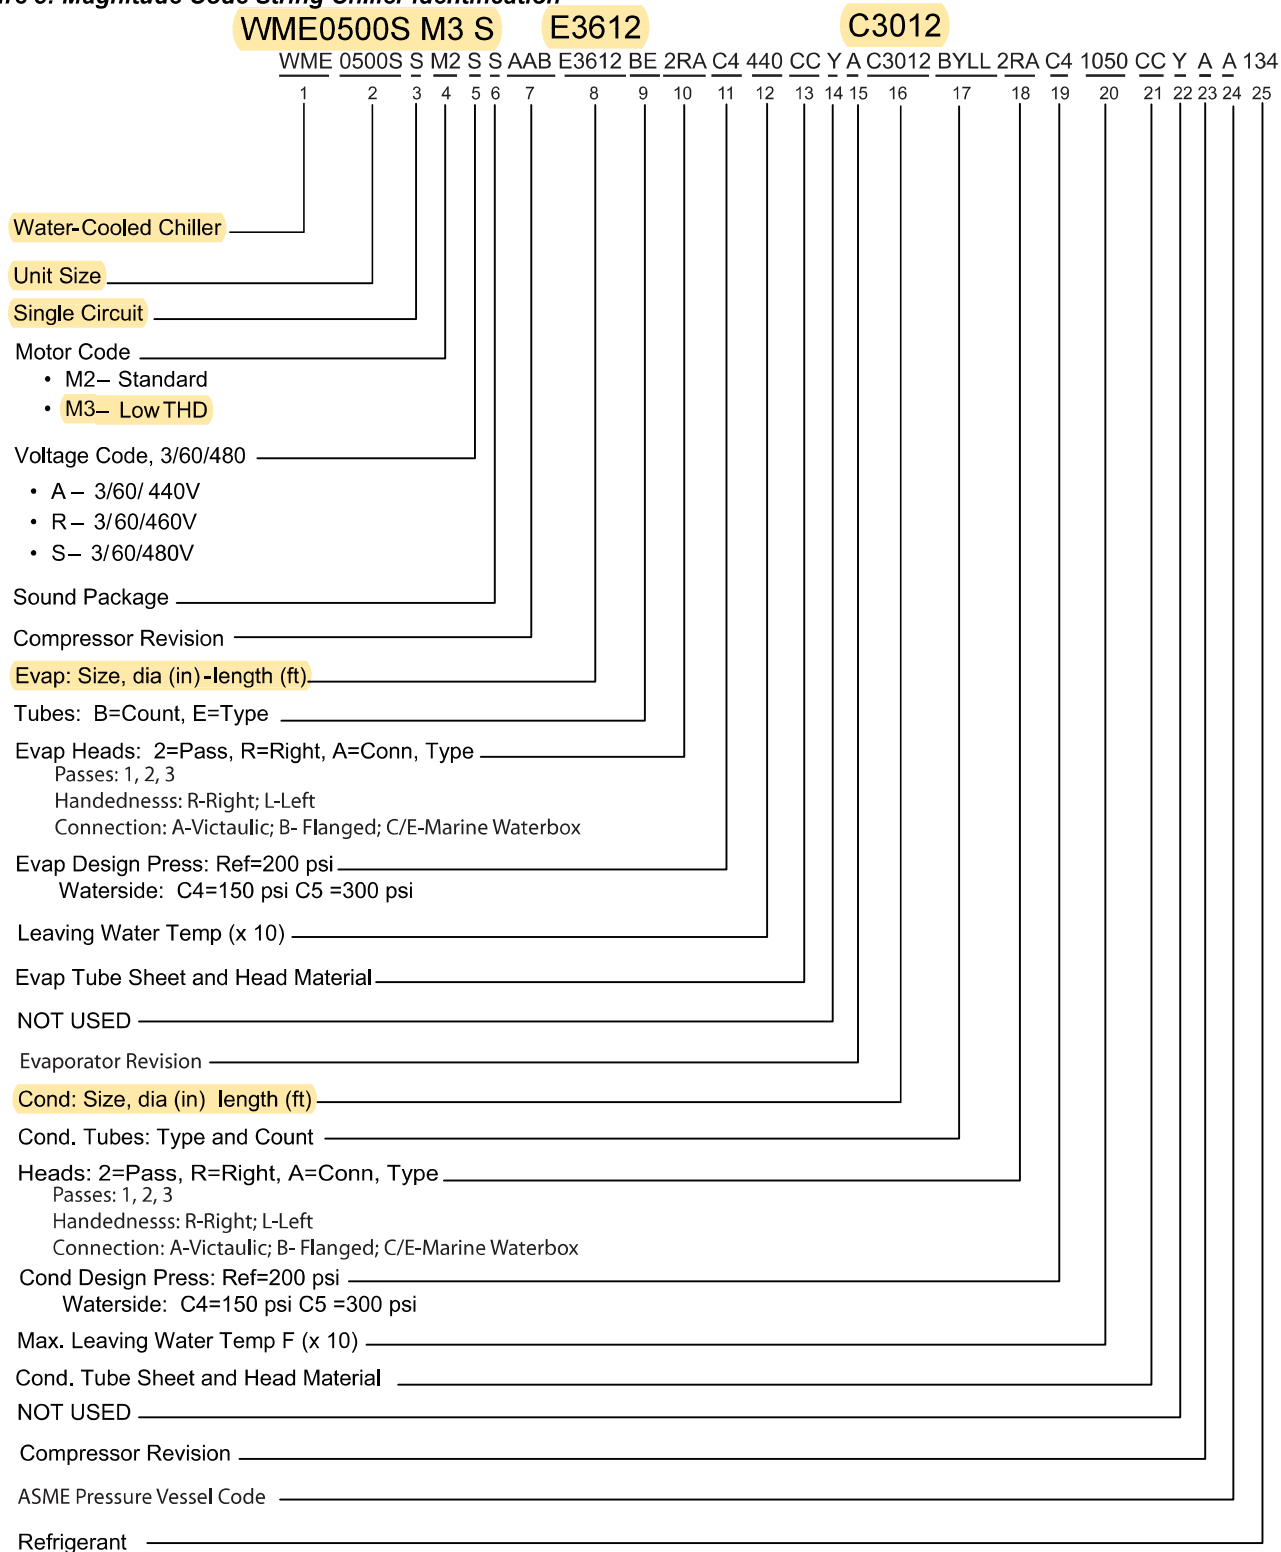 Magnitude Code String Chiller Identification
WME0500S M3 S E3612 C3012
WME 0500S S M2 S S AAB E3612 BE 2RA C4 440 CC Y A C3012 BYLL 2RA C4 1050 CC Y A A 134
1 2 3 4 5 6 7 8 9 10 11 12 13 14 15 16 17 18 19 20 21 22 23 24 25
Water-Cooled Chiller
Unit Size
Single Circuit
Motor Code
• M2– Standard
• M3– Low THD
Voltage Code, 3/60/480
• A – 3/60/ 440V
• R – 3/60/460V
• S– 3/60/480V
Sound Package
Compressor Revision
Evap: Size, dia (in)-length (ft)
Tubes: B=Count, E=Type
Evap Heads: 2=Pass, R=Right, A=Conn, Type
Passes: 1, 2, 3
Handednesss: R-Right; L-Left
Connection: A-Victaulic; B- Flanged; C/E-Marine Waterbox
Evap Design Press: Ref=200 psi
Waterside: C4=150 psi C5 =300 psi
Leaving Water Temp (x 10)
Evap Tube Sheet and Head Material
NOT USED
Evaporator Revision
Cond: Size, dia (in) length (ft)
Cond. Tubes: Type and Count
Heads: 2=Pass, R=Right, A=Conn, Type
Passes: 1, 2, 3
Handednesss: R-Right; L-Left
Connection: A-Victaulic; B- Flanged; C/E-Marine Waterbox
Cond Design Press: Ref=200 psi
Waterside: C4=150 psi C5 =300 psi
Max. Leaving Water Temp F (x 10)
Cond. Tube Sheet and Head Material
NOT USED
Compressor Revision
ASME Pressure Vessel Code
Refrigerant